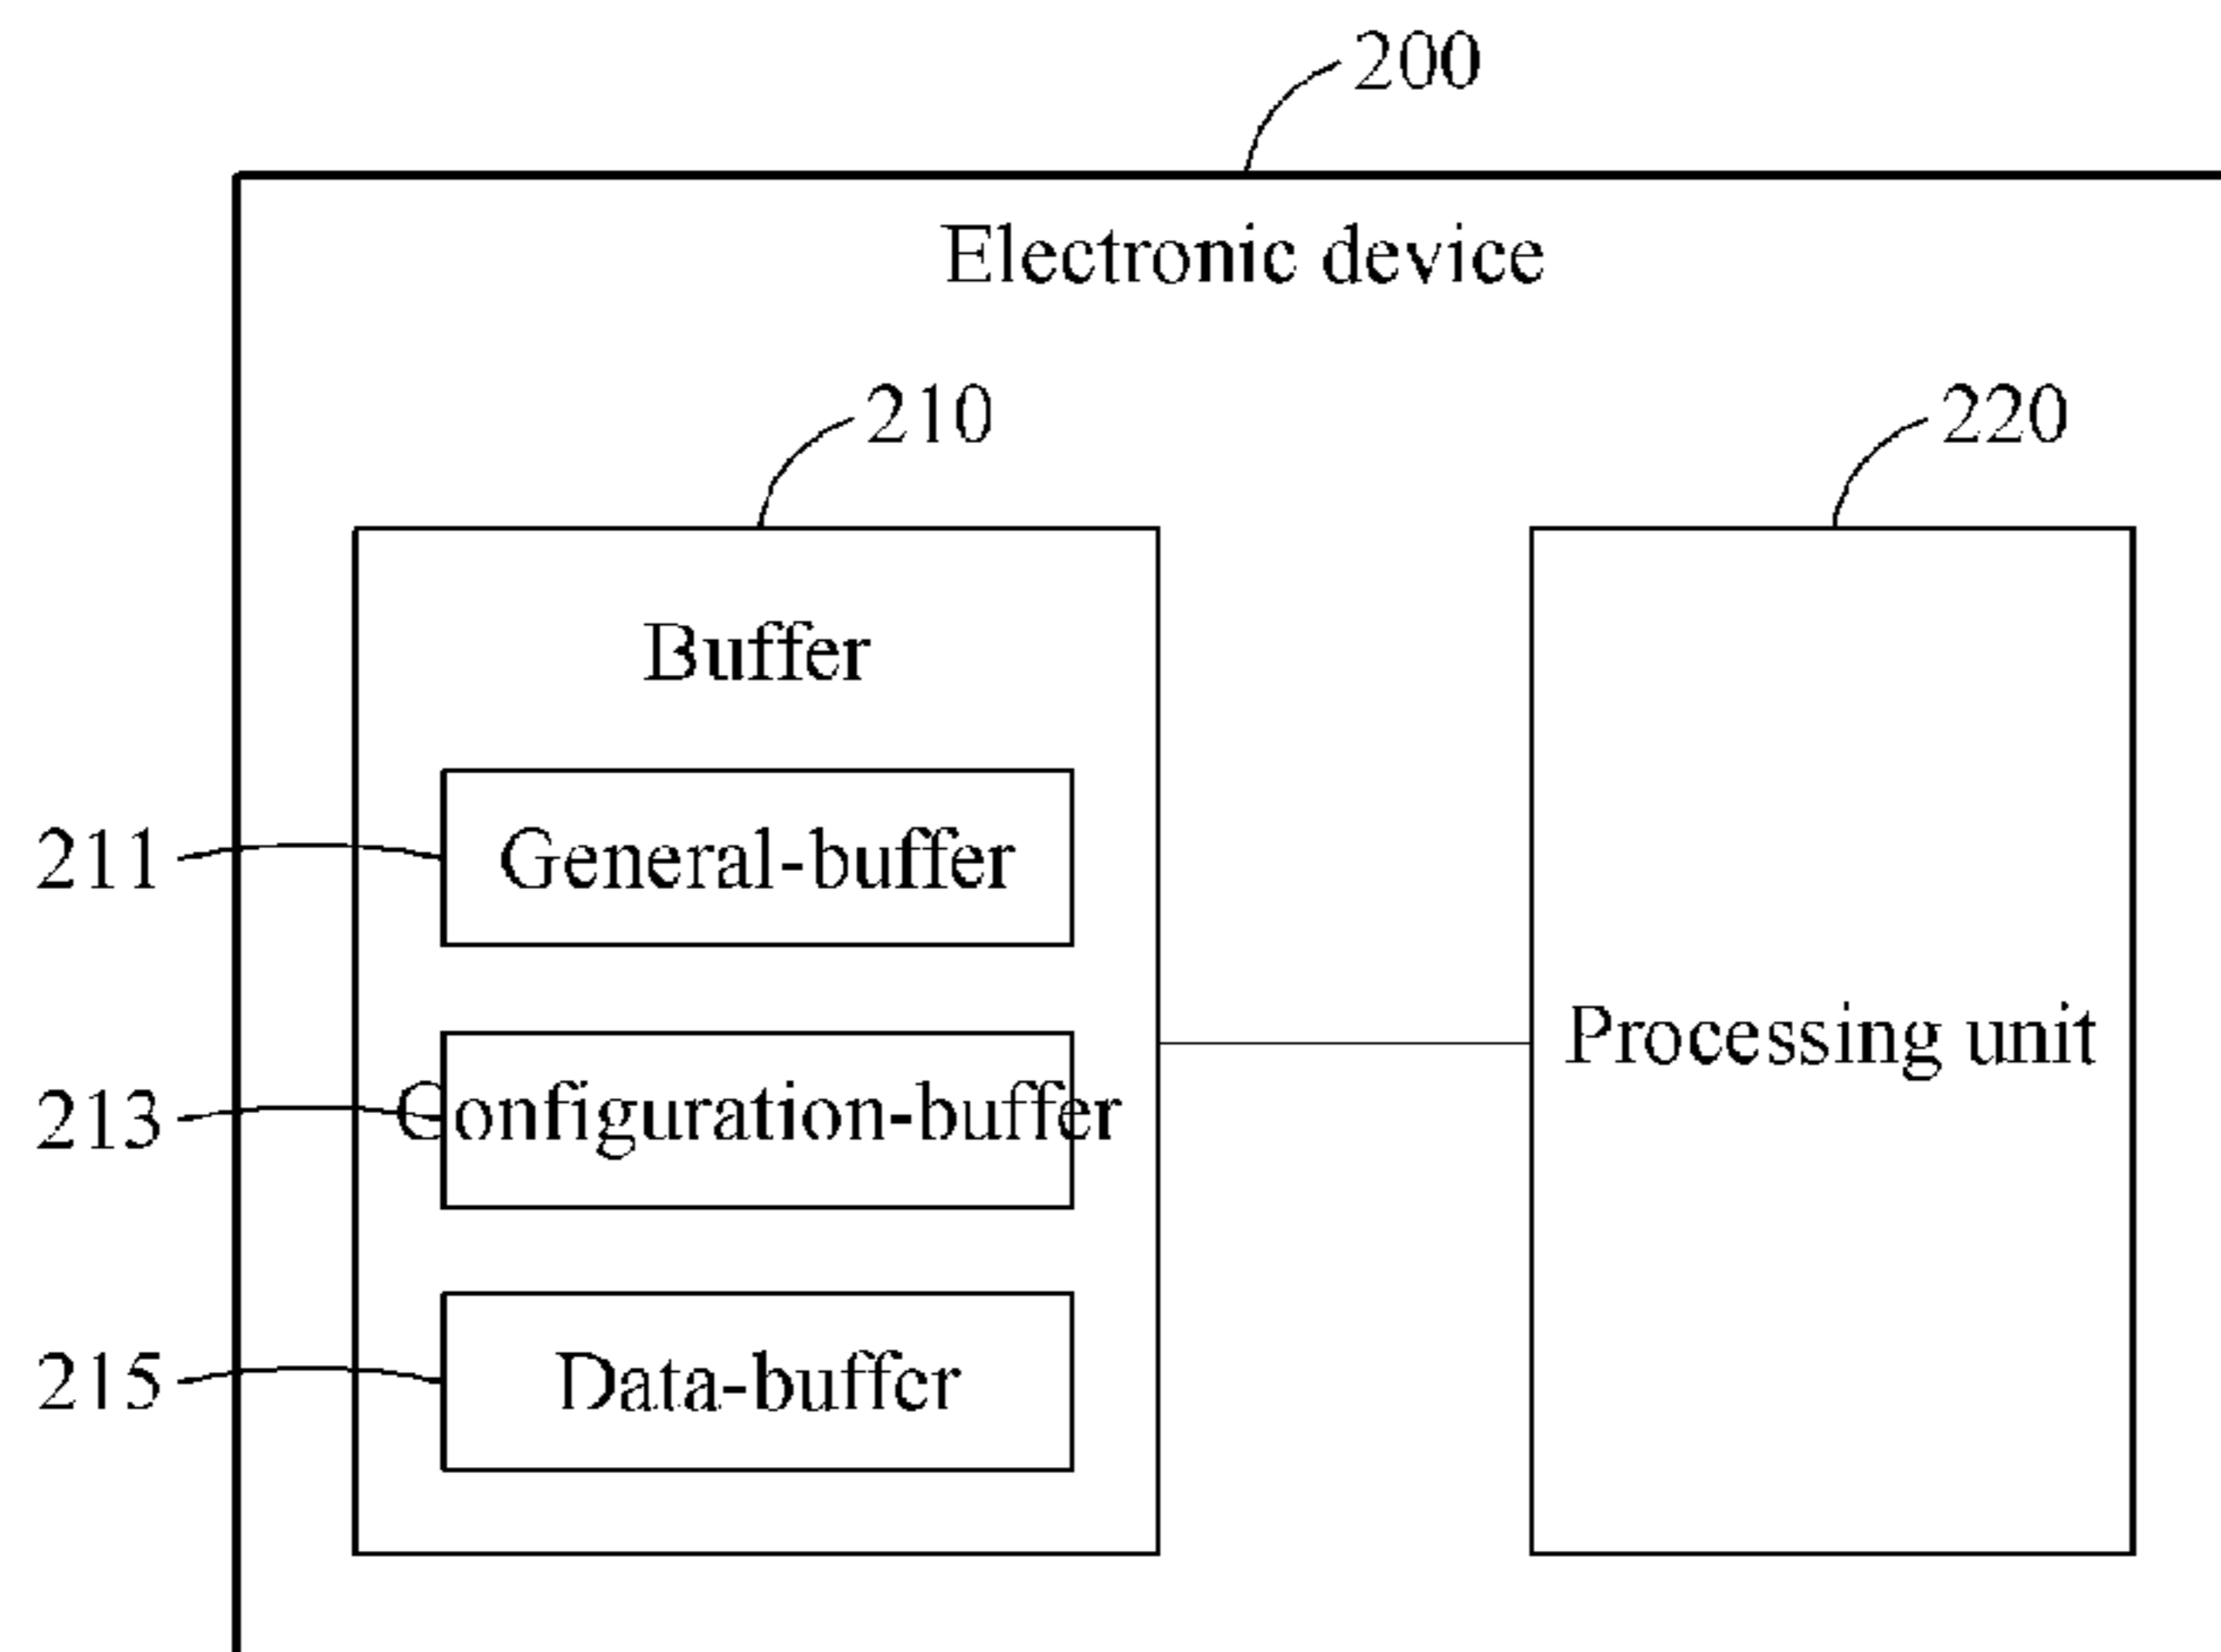 200
Electronic device
210
220
Buffer
211
General-buffer
213
Configuration-buffer
Processing unit
215
Data-buffer